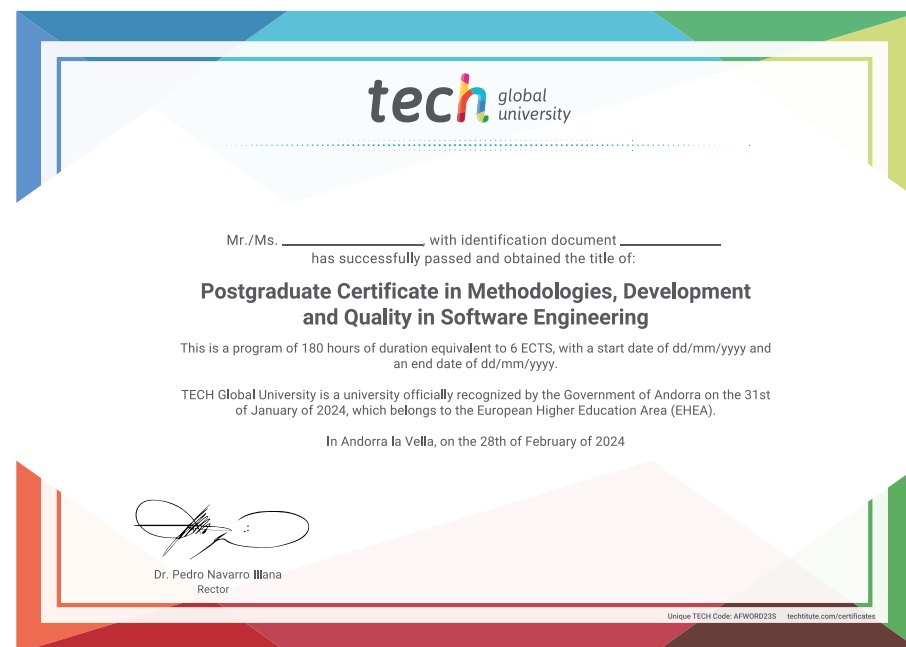 tech global
university
Mr./Ms. ____________, with identification document ____________
has successfully passed and obtained the title of:
Postgraduate Certificate in Methodologies, Development
and Quality in Software Engineering
This is a program of 180 hours of duration equivalent to 6 ECTS, with a start date of dd/mm/yyyy and
an end date of dd/mm/yyyy.
TECH Global University is a university officially recognized by the Government of Andorra on the 31st
of January of 2024, which belongs to the European Higher Education Area (EHEA).
In Andorra la Vella, on the 28th of February of 2024
Dr. Pedro Navarro Illana
Rector
Unique TECH Code: AFWORD23S techtitute.com/certificates